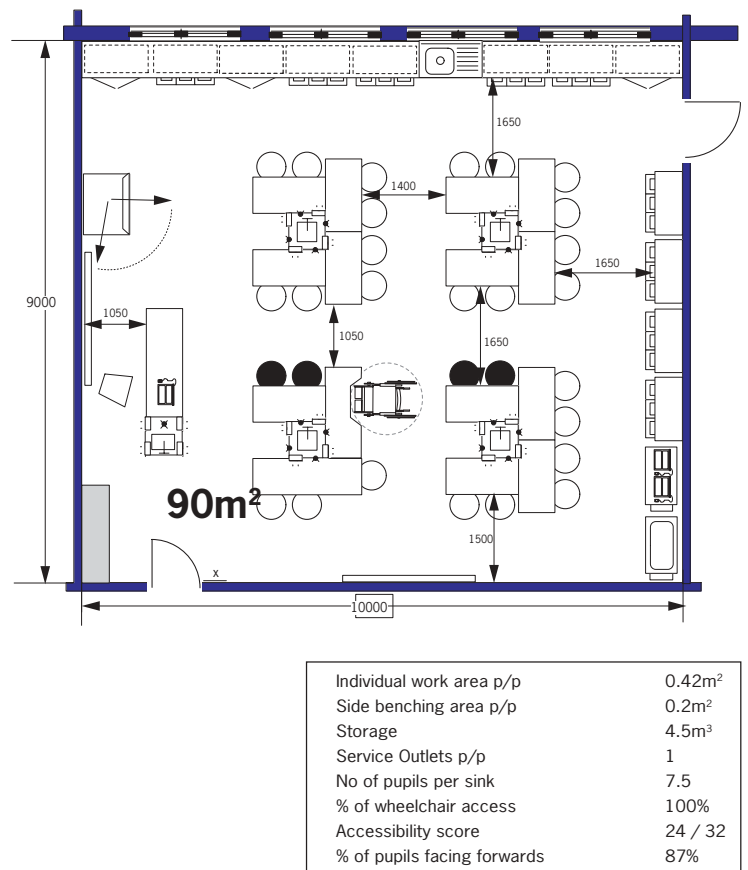 1650
1400
1650
9000
1050
1050
1650
90m²
1500
x
10000
Individual work area p/p 0.42m²
Side benching area p/p 0.2m²
Storage 4.5m³
Service Outlets p/p 1
No of pupils per sink 7.5
% of wheelchair access 100%
Accessibility score 24 / 32
% of pupils facing forwards 87%